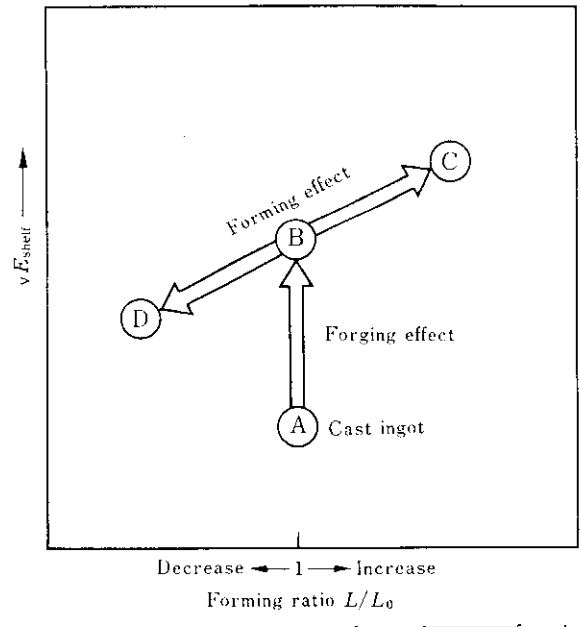 C
Forming effect
B
vEshelf
D
Forging effect
A
Cast ingot
Decrease ← 1 → Increase
Forming ratio L/L₀